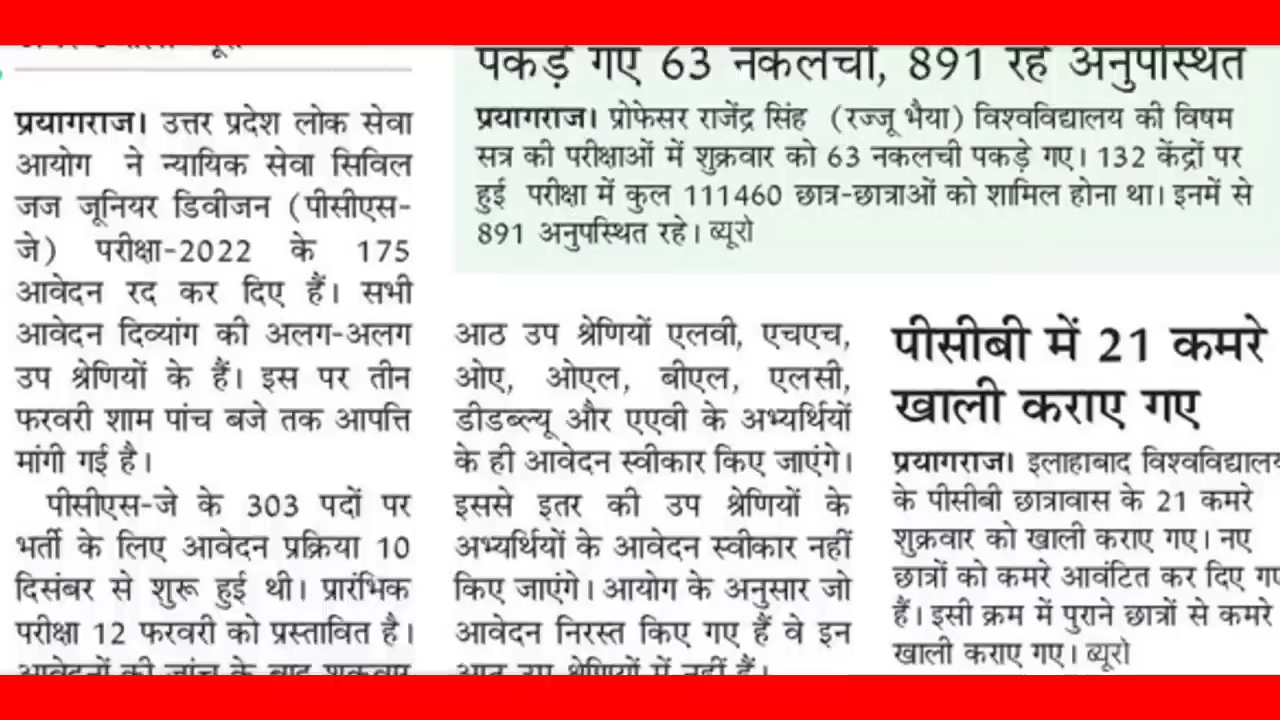 प्रयागराज। उत्तर प्रदेश लोक सेवा
आयोग ने न्यायिक सेवा सिविल
जज जूनियर डिवीजन (पीसीएस-
जे) परीक्षा-2022 के 175
आवेदन रद कर दिए हैं। सभी
आवेदन दिव्यांग की अलग-अलग
उप श्रेणियों के हैं। इस पर तीन
फरवरी शाम पांच बजे तक आपत्ति
मांगी गई है।
पीसीएस-जे के 303 पदों पर
भर्ती के लिए आवेदन प्रक्रिया 10
दिसंबर से शुरू हुई थी। प्रारंभिक
परीक्षा 12 फरवरी को प्रस्तावित है।
आवेदनों की जांच के बाद शुक्रवार
पकड़े गए 63 नकलची, 891 रहे अनुपस्थित
प्रयागराज। प्रोफेसर राजेंद्र सिंह (रज्जू भैया) विश्वविद्यालय की विषम
सत्र की परीक्षाओं में शुक्रवार को 63 नकलची पकड़े गए। 132 केंद्रों पर
हुई परीक्षा में कुल 111460 छात्र-छात्राओं को शामिल होना था। इनमें से
891 अनुपस्थित रहे। ब्यूरो
आठ उप श्रेणियों एलवी, एचएच,
ओए, ओएल, बीएल, एलसी,
डीडब्ल्यू और एएवी के अभ्यर्थियों
के ही आवेदन स्वीकार किए जाएंगे।
इससे इतर की उप श्रेणियों के
अभ्यर्थियों के आवेदन स्वीकार नहीं
किए जाएंगे। आयोग के अनुसार जो
आवेदन निरस्त किए गए हैं वे इन
आठ उप श्रेणियों में नहीं हैं।
पीसीबी में 21 कमरे
खाली कराए गए
प्रयागराज। इलाहाबाद विश्वविद्यालय
के पीसीबी छात्रावास के 21 कमरे
शुक्रवार को खाली कराए गए। नए
छात्रों को कमरे आवंटित कर दिए गए
हैं। इसी क्रम में पुराने छात्रों से कमरे
खाली कराए गए। ब्यूरो